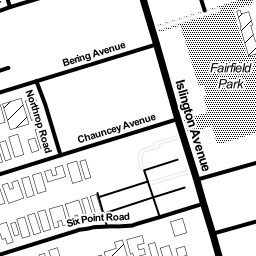 Bering Avenue
Fairfield
Park
Islington Avenue
Northrop Road
Chauncey Avenue
Six Point Road